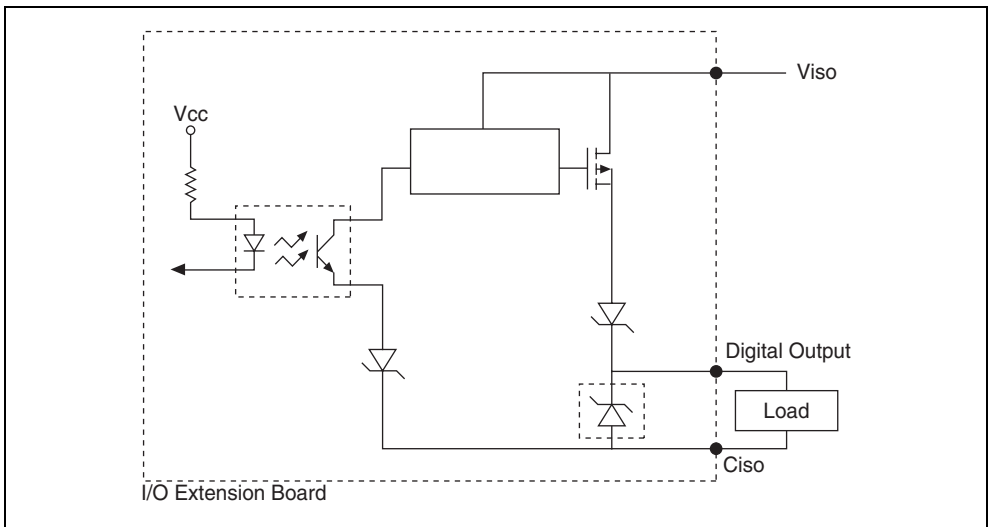 Viso
Vcc
Digital Output
Load
Ciso
I/O Extension Board